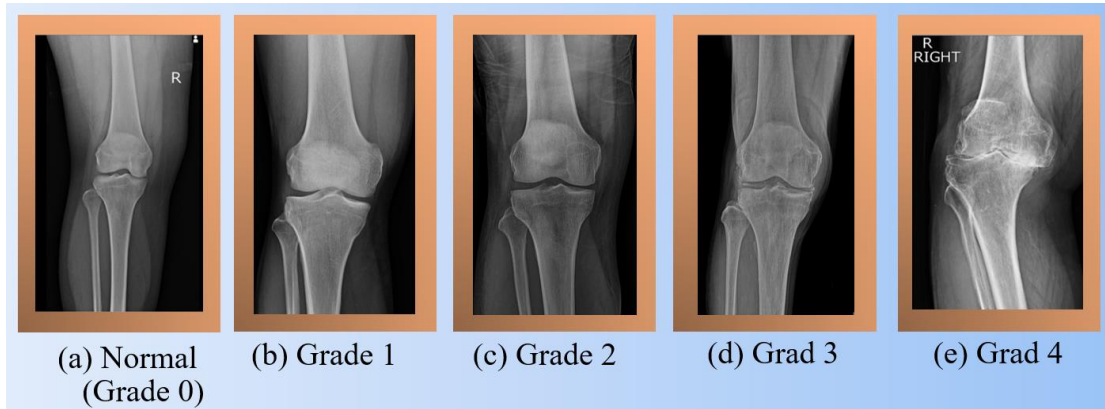 R
R
RIGHT
(a) Normal
(Grade 0)
(b) Grade 1
(c) Grade 2
(d) Grad 3
(e) Grad 4